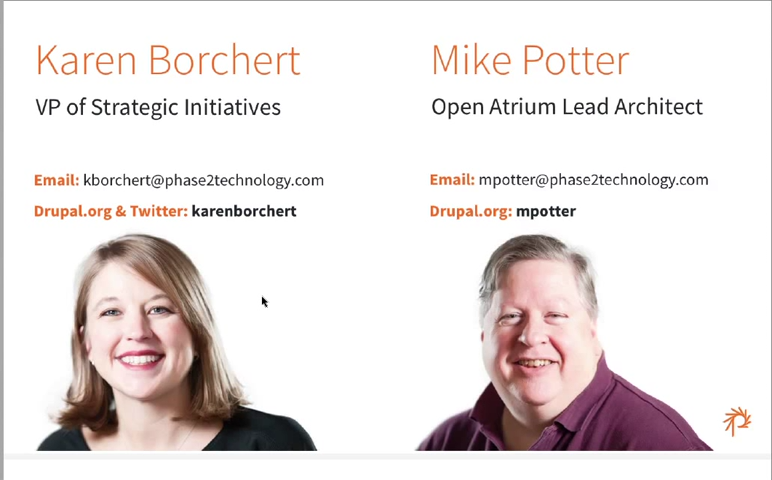 Karen Borchert
VP of Strategic Initiatives
Email: kborchert@phase2technology.com
Drupal.org & Twitter: karenborchert
Mike Potter
Open Atrium Lead Architect
Email: mpotter@phase2technology.com
Drupal.org: mpotter